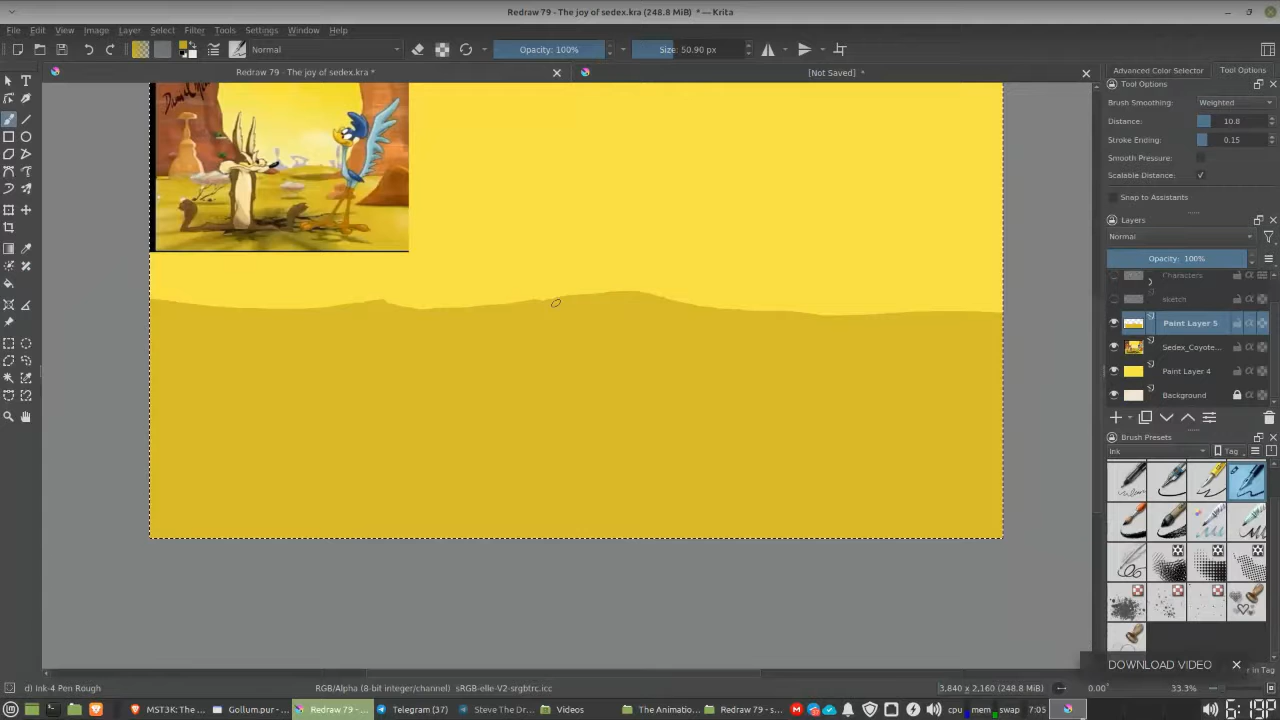 Redraw 79 - The joy of sedex.kra (248.8 MiB) * — Krita
File Edit View Image Layer Filter Tools Select Settings Window Help
Normal
Opacity: 100%
Size: 50.90 px
Redraw 79 - The joy of sedex.kra *
[Not Saved] *
Advanced Color Selector
Tool Options
Tool Options
Brush Smoothing: Weighted
Distance: 10.8
Stroke Ending: 0.15
Smooth Pressure:
Scalable Distance: ✓
Snap to Assistants
Layers
Normal
Opacity: 100%
Characters
sketch
Paint Layer 5
Sedex_Coyote...
Paint Layer 4
Background
Brush Presets
Ink
Tag
DOWNLOAD VIDEO
r in Tag
d) Ink-4 Pen Rough
RGB/Alpha (8-bit integer/channel) sRGB-elle-V2-srgbtrc.icc
3,840 x 2,160 (248.8 MiB)
0.00°
33.3%
MST3K: The ...
Gollum.pur - ...
Redraw 79 - ...
Telegram (37)
Steve The Dr...
Videos
The Animatio...
Redraw 79 - s...
7:05
cpu
mem
swap